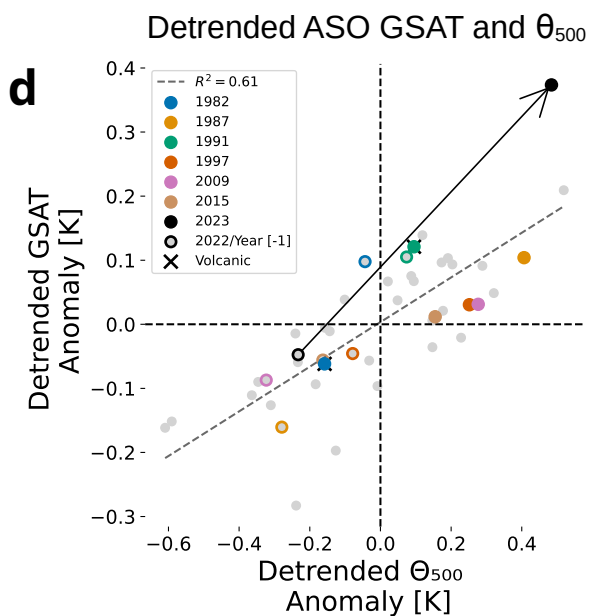 Detrended ASO GSAT and θ₅₀₀
d
Detrended GSAT
Anomaly [K]
0.4
0.3
0.2
0.1
0.0
−0.1
−0.2
−0.3
R² = 0.61
1982
1987
1991
1997
2009
2015
2023
2022/Year [-1]
Volcanic
−0.6
−0.4
−0.2
0.0
0.2
0.4
Detrended Θ₅₀₀
Anomaly [K]